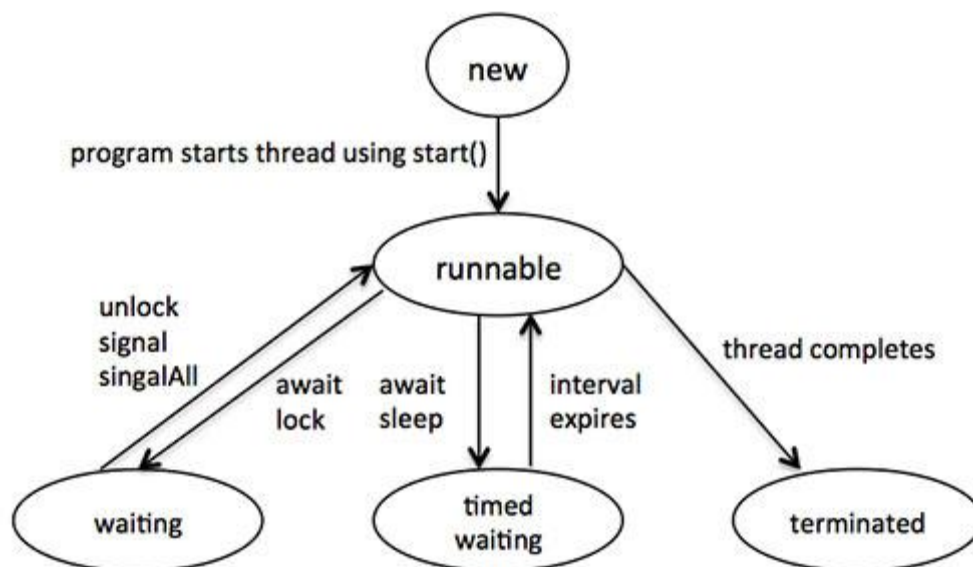 new
program starts thread using start()
runnable
unlock
signal
singalAll
await
lock
await
sleep
interval
expires
thread completes
waiting
timed
waiting
terminated